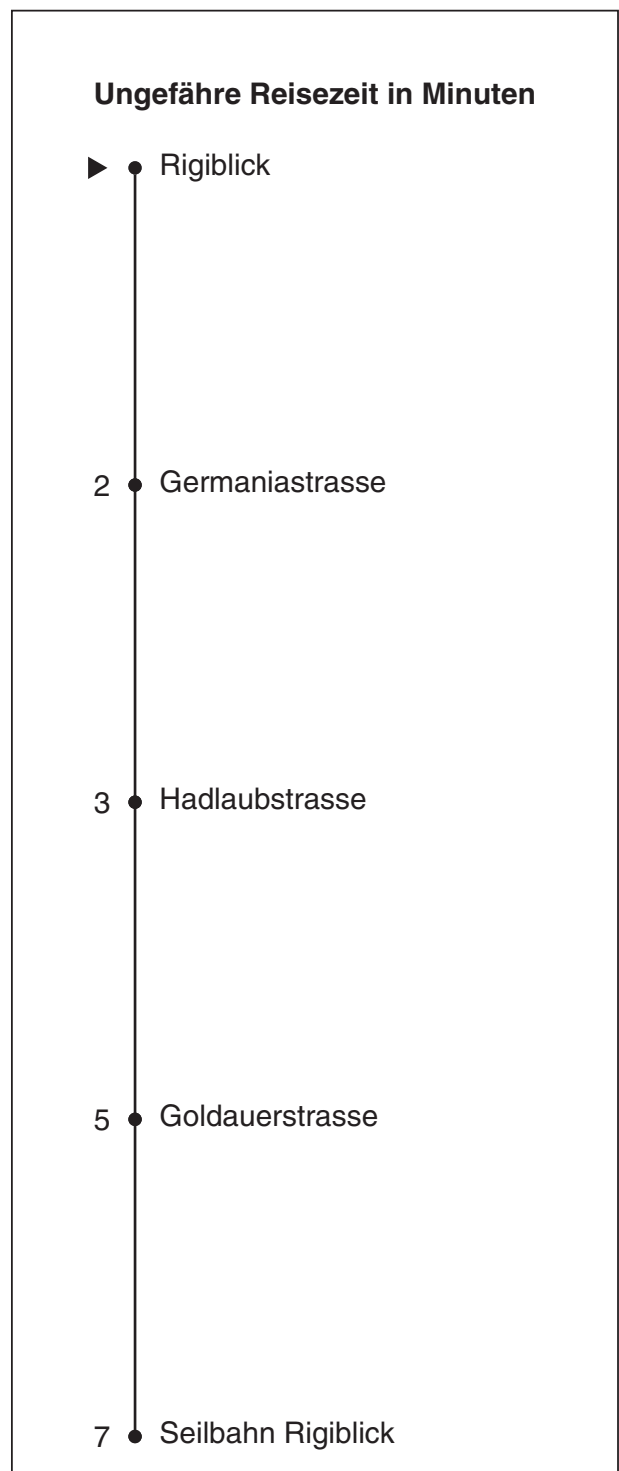 Ungefähre Reisezeit in Minuten
Rigiblick
2 Germaniastrasse
3 Hadlaubstrasse
5 Goldauerstrasse
7 Seilbahn Rigiblick